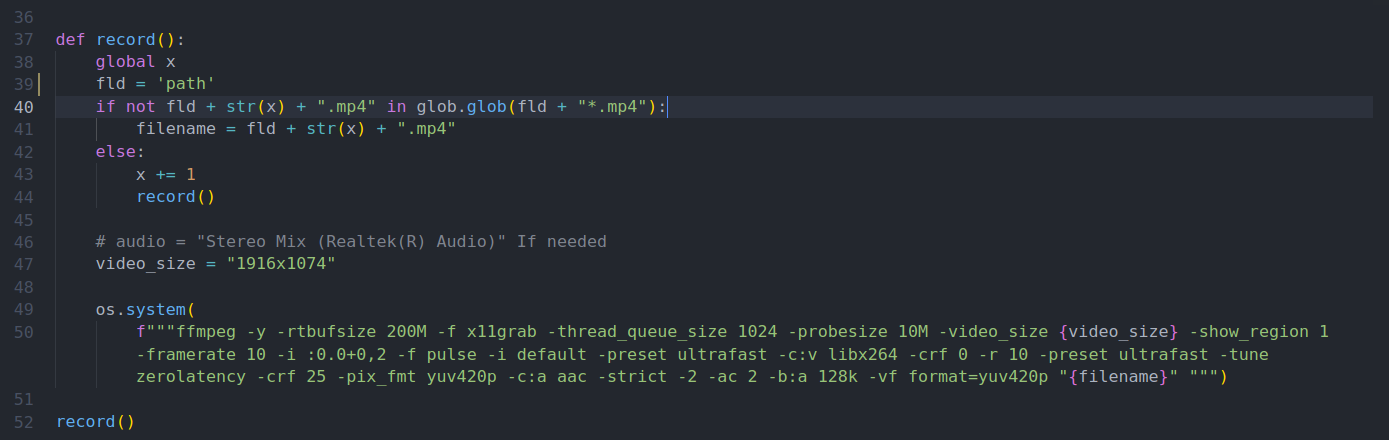 36
37 def record():
38     global x
39     fld = 'path'
40     if not fld + str(x) + ".mp4" in glob.glob(fld + "*.mp4"):
41         filename = fld + str(x) + ".mp4"
42     else:
43         x += 1
44         record()
45
46     # audio = "Stereo Mix (Realtek(R) Audio)" If needed
47     video_size = "1916x1074"
48
49     os.system(
50         f"""ffmpeg -y -rtbufsize 200M -f x11grab -thread_queue_size 1024 -probesize 10M -video_size {video_size} -show_region 1
        -framerate 10 -i :0.0+0,2 -f pulse -i default -preset ultrafast -c:v libx264 -crf 0 -r 10 -preset ultrafast -tune
        zerolatency -crf 25 -pix_fmt yuv420p -c:a aac -strict -2 -ac 2 -b:a 128k -vf format=yuv420p "{filename}" """)
51
52 record()